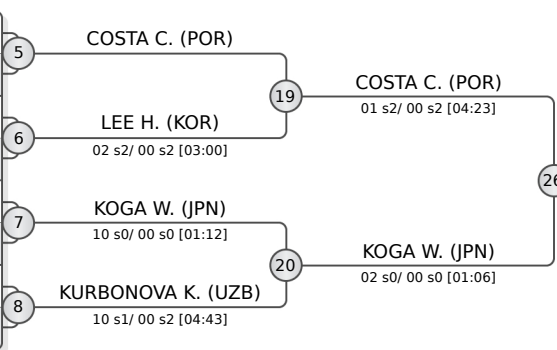 5
COSTA C. (POR)
19
COSTA C. (POR)
01 s2/ 00 s2 [04:23]
6
LEE H. (KOR)
02 s2/ 00 s2 [03:00]
26
7
KOGA W. (JPN)
10 s0/ 00 s0 [01:12]
20
KOGA W. (JPN)
02 s0/ 00 s0 [01:06]
8
KURBONOVA K. (UZB)
10 s1/ 00 s2 [04:43]